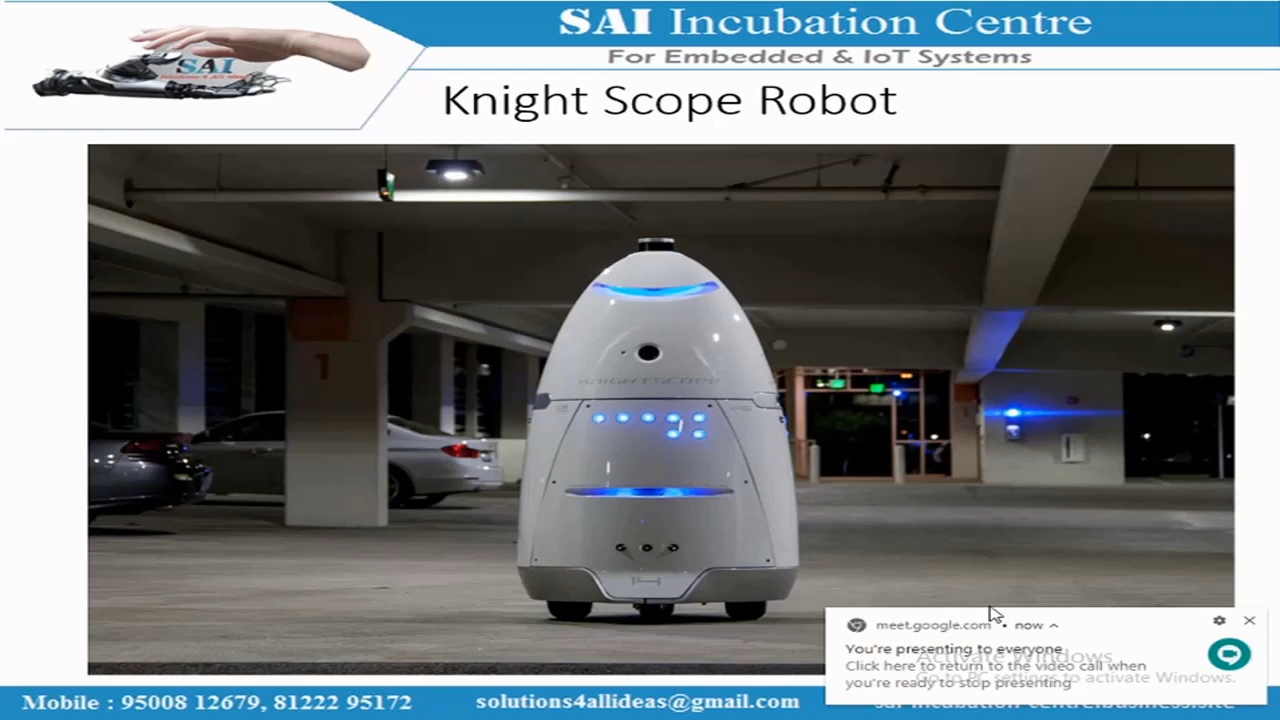 SAI Incubation Centre
For Embedded & IoT Systems
SAI
Knight Scope Robot
1
KNIGHTSCOPE
14
meet.google.com • now
You're presenting to everyone
Click here to return to the video call when
you're ready to stop presenting
Activate Windows
Go to PC settings to activate Windows.
Mobile : 95008 12679, 81222 95172
solutions4allideas@gmail.com